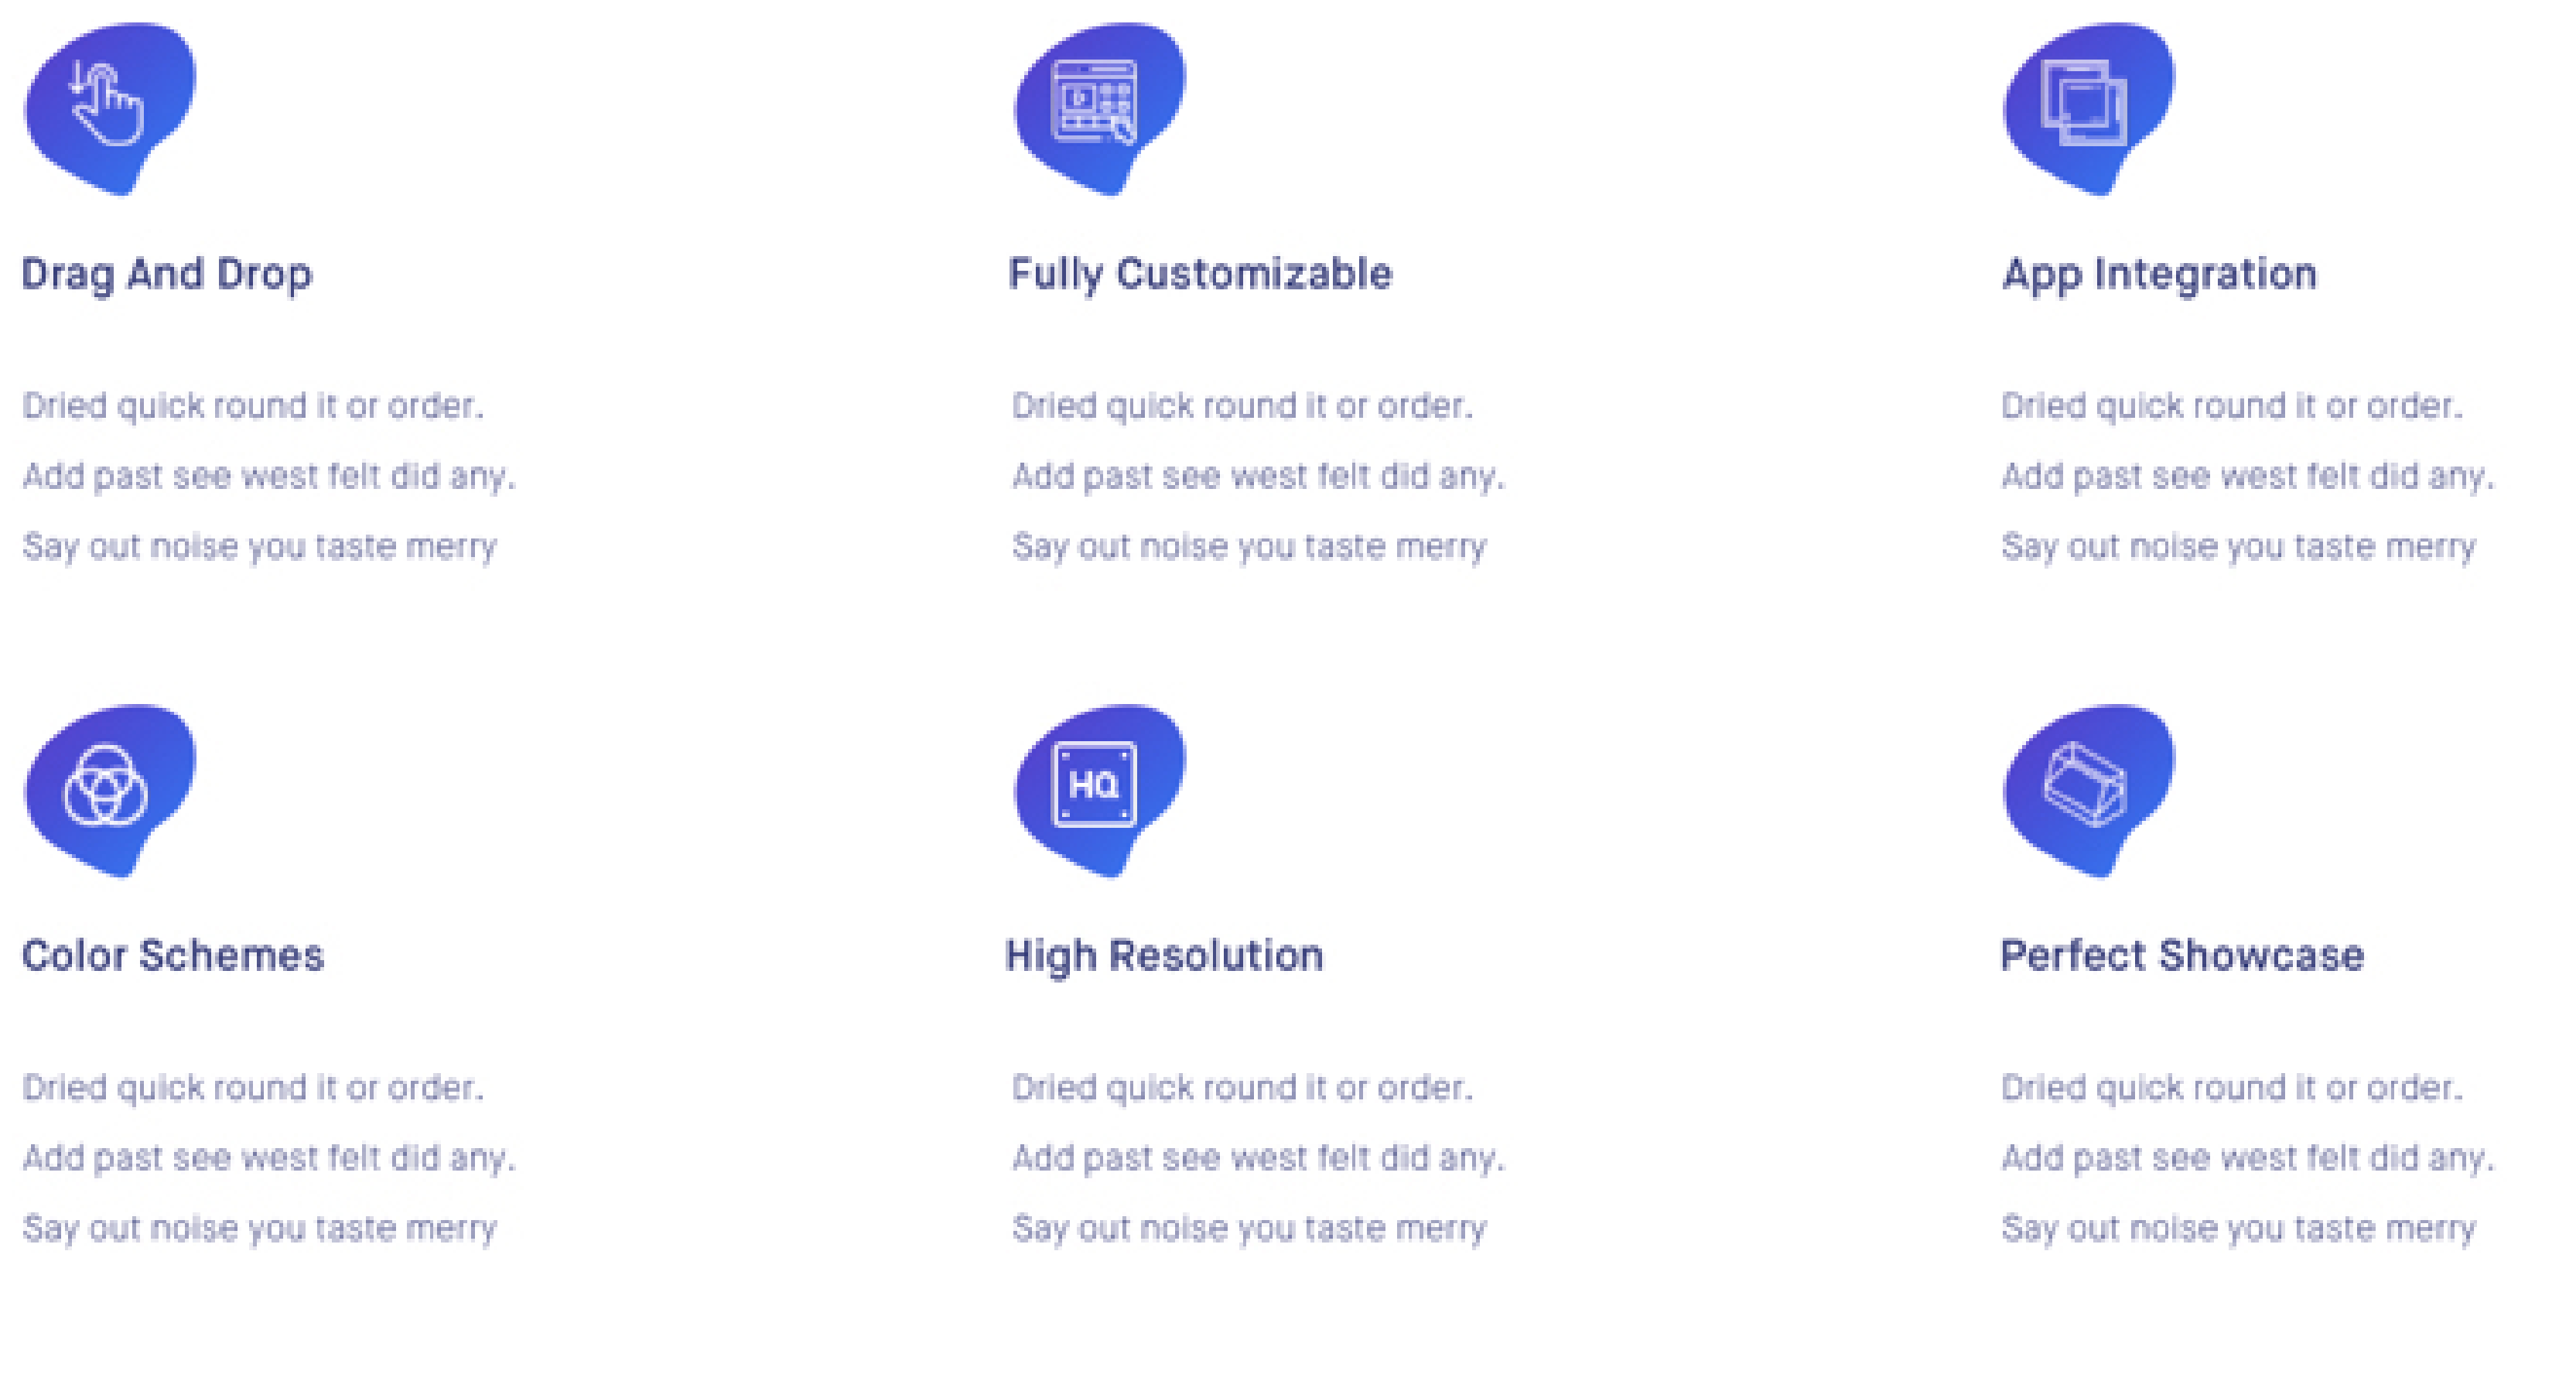 Drag And Drop
Dried quick round it or order.
Add past see west felt did any.
Say out noise you taste merry
Fully Customizable
Dried quick round it or order.
Add past see west felt did any.
Say out noise you taste merry
App Integration
Dried quick round it or order.
Add past see west felt did any.
Say out noise you taste merry
Color Schemes
Dried quick round it or order.
Add past see west felt did any.
Say out noise you taste merry
HQ
High Resolution
Dried quick round it or order.
Add past see west felt did any.
Say out noise you taste merry
Perfect Showcase
Dried quick round it or order.
Add past see west felt did any.
Say out noise you taste merry